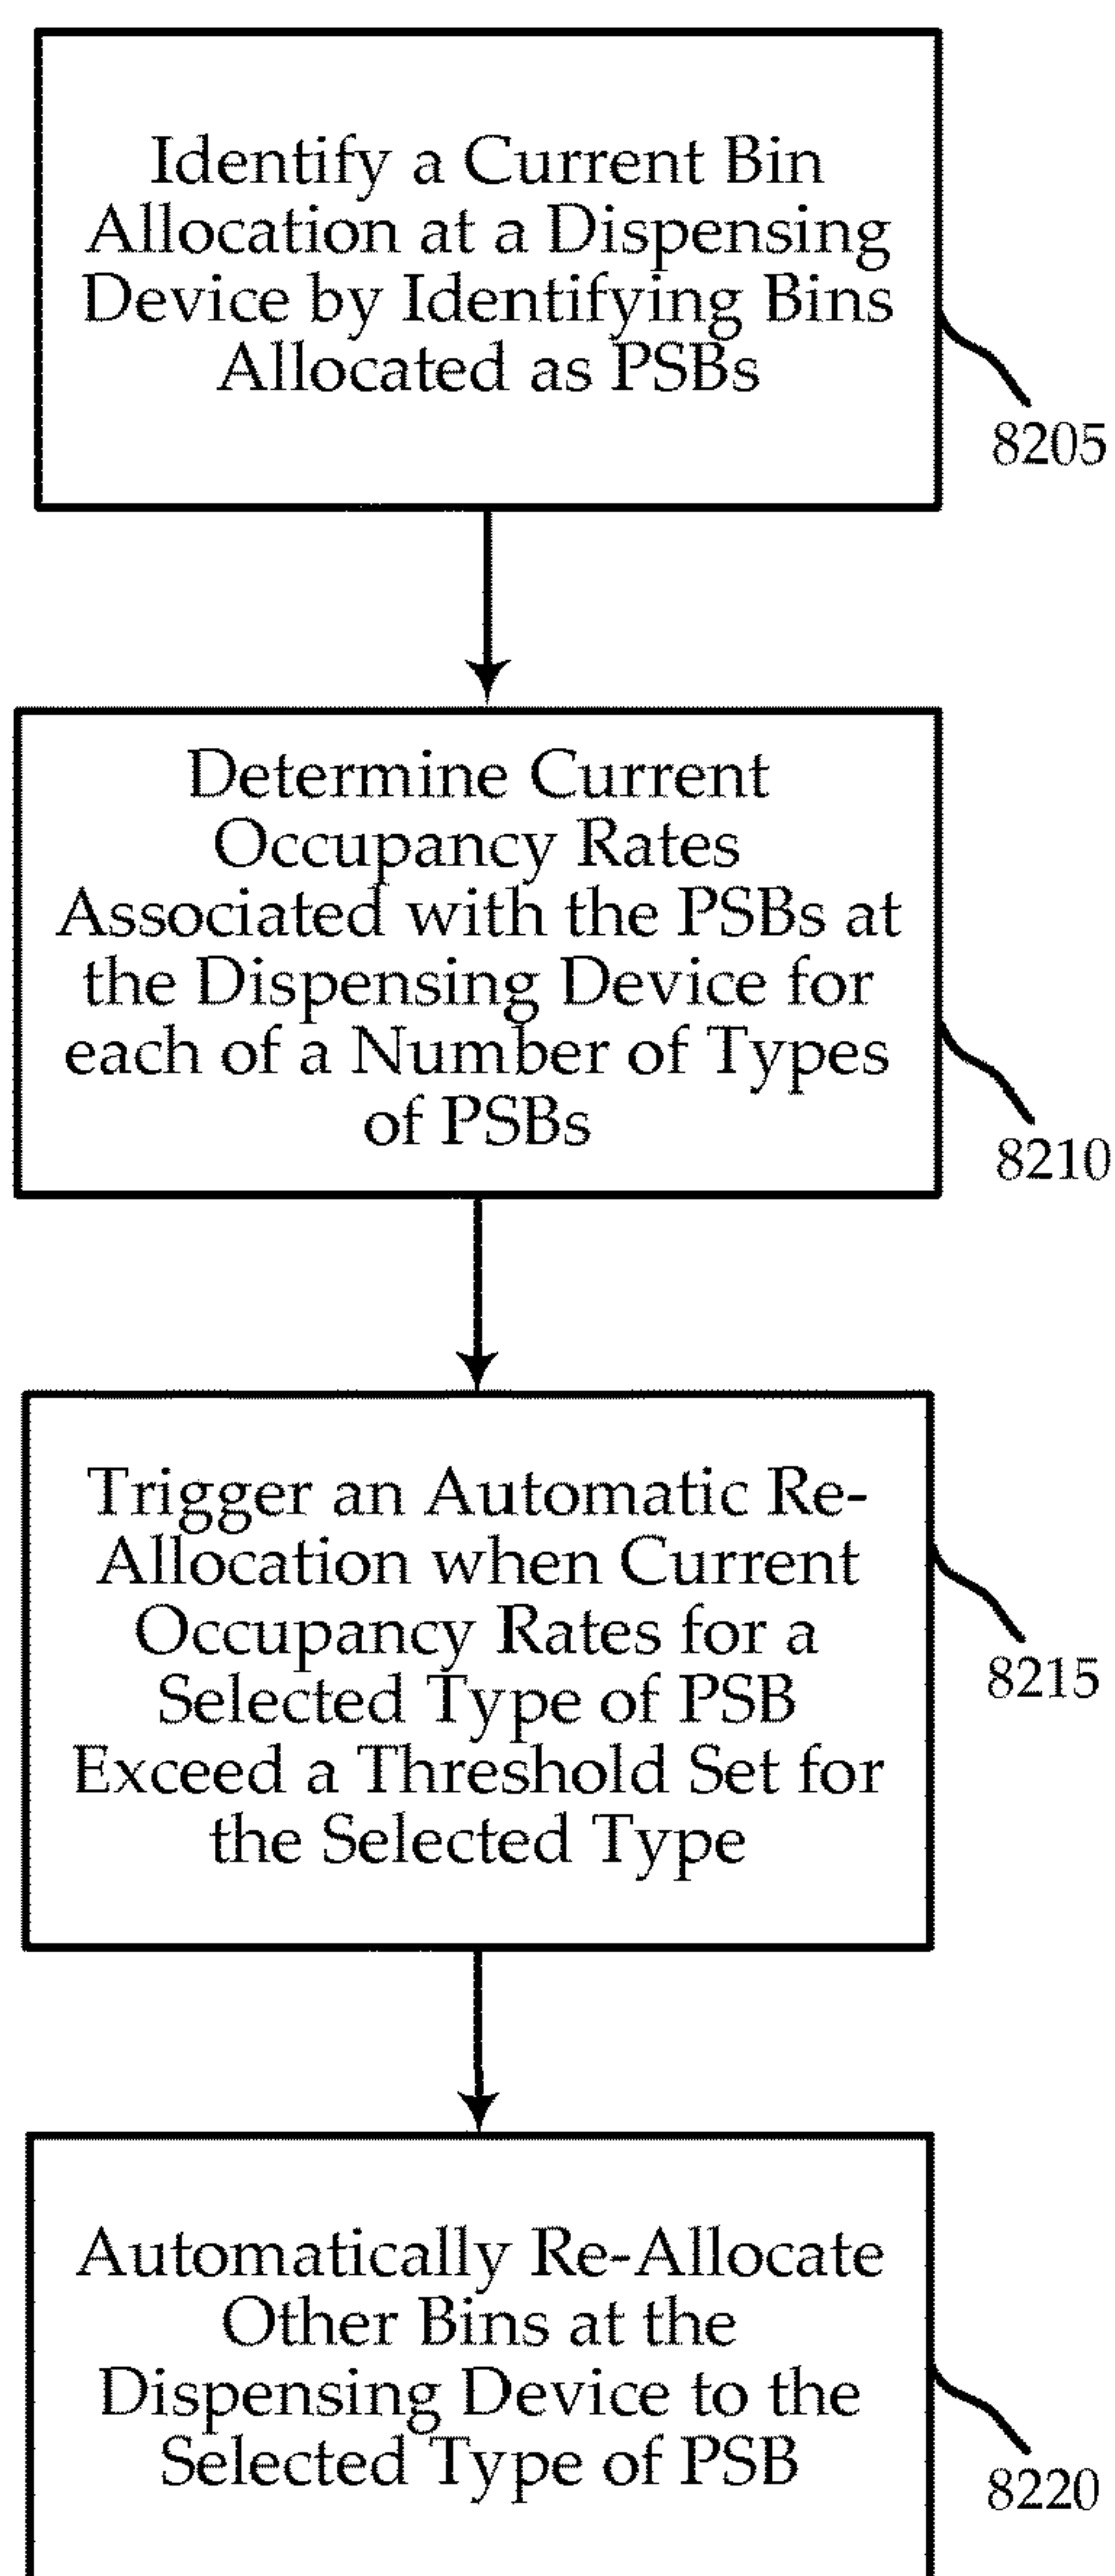 Identify a Current Bin
Allocation at a Dispensing
Device by Identifying Bins
Allocated as PSBs
8205
Determine Current
Occupancy Rates
Associated with the PSBs at
the Dispensing Device for
each of a Number of Types
of PSBs
8210
Trigger an Automatic Re-
Allocation when Current
Occupancy Rates for a
Selected Type of PSB
Exceed a Threshold Set for
the Selected Type
8215
Automatically Re-Allocate
Other Bins at the
Dispensing Device to the
Selected Type of PSB
8220